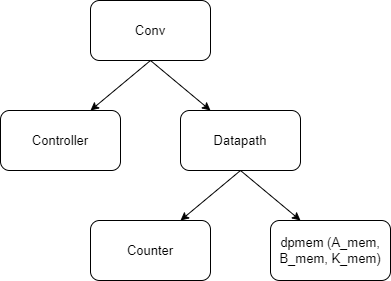 Conv
Controller
Datapath
Counter
dpmem (A_mem,
B_mem, K_mem)